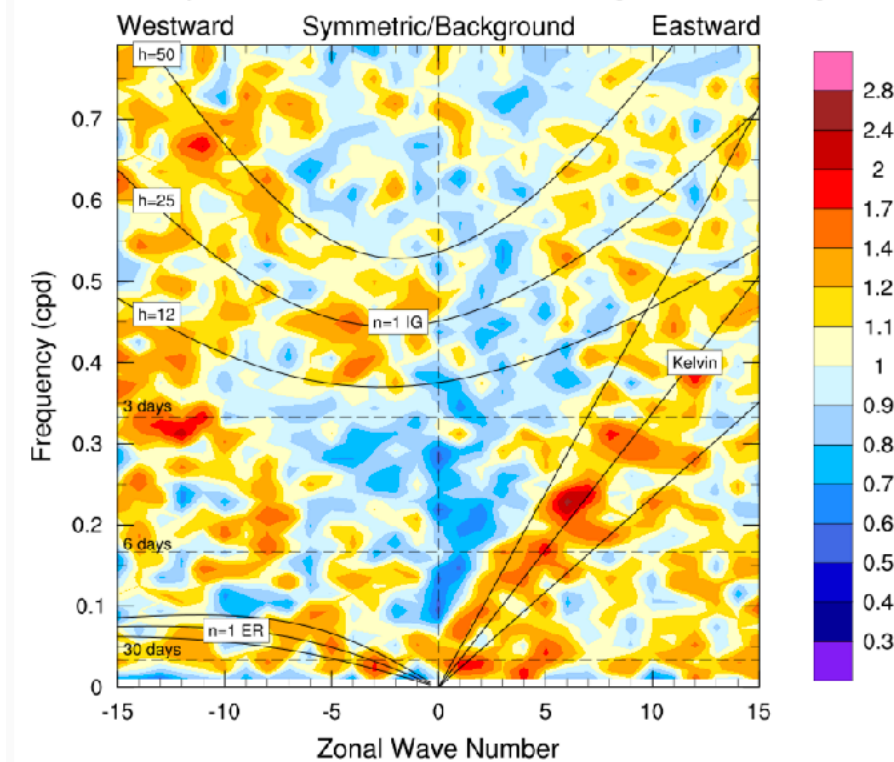 Westward Symmetric/Background Eastward
h=50
h=25
h=12
n=1 IG
Kelvin
3 days
6 days
n=1 ER
30 days
Frequency (cpd)
0.7
0.6
0.5
0.4
0.3
0.2
0.1
0
-15 -10 -5 0 5 10 15
Zonal Wave Number
2.8
2.4
2
1.7
1.4
1.2
1.1
1
0.9
0.8
0.7
0.6
0.5
0.4
0.3